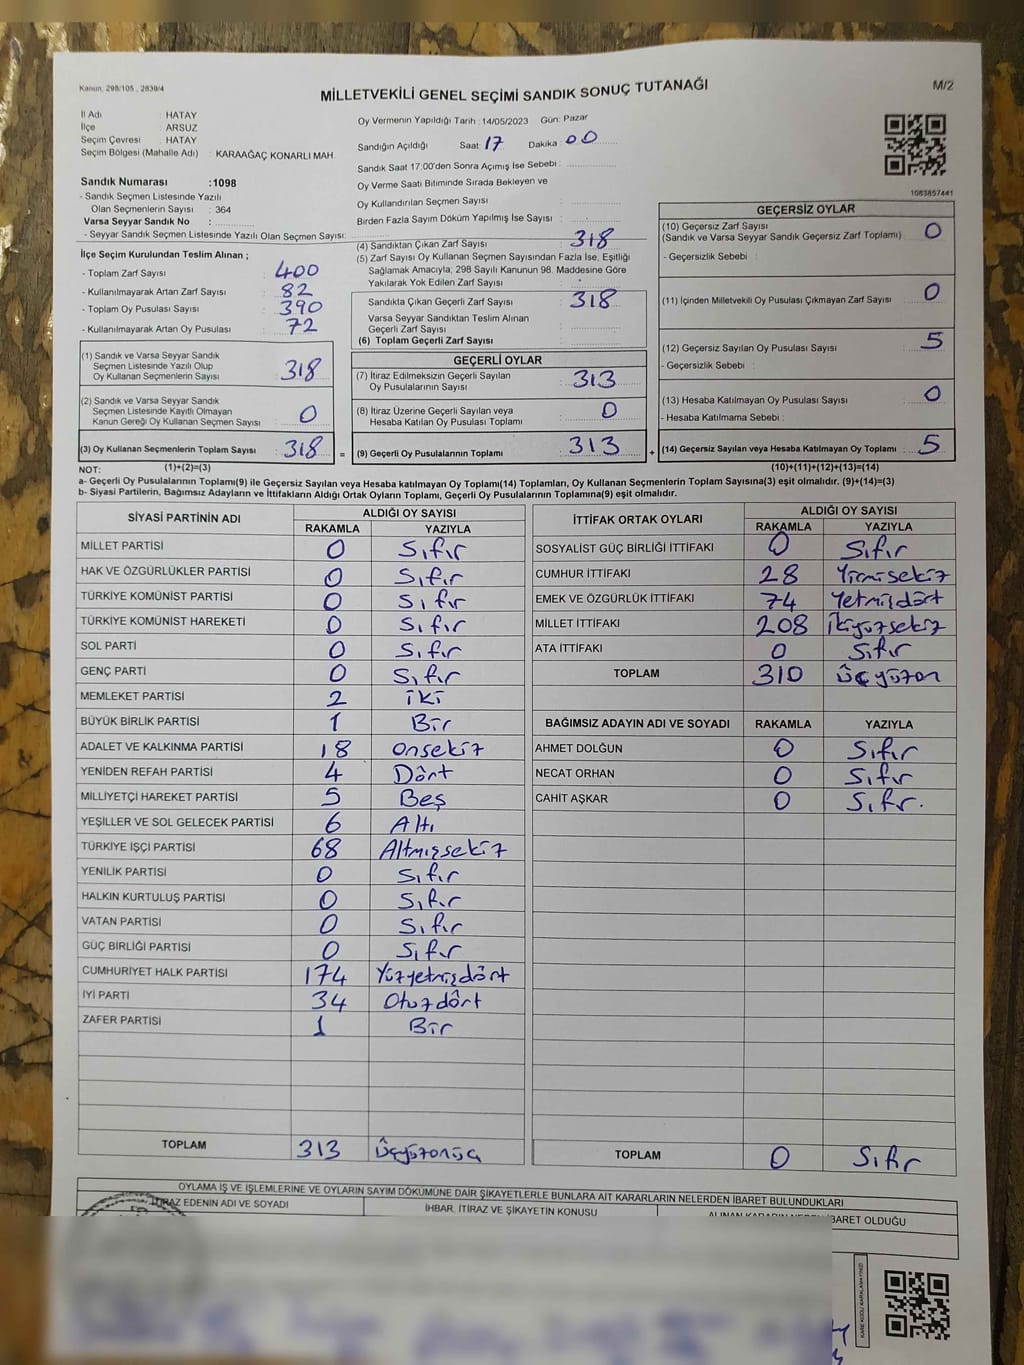 Kanun, 298/105 , 2839/4
MİLLETVEKİLİ GENEL SEÇİMİ SANDIK SONUÇ TUTANAĞI
M/2
İl Adı : HATAY
İlçe : ARSUZ
Seçim Çevresi : HATAY
Seçim Bölgesi (Mahalle Adı) : KARAAĞAÇ KONARLI MAH.
Sandık Numarası :1098
- Sandık Seçmen Listesinde Yazılı
Olan Seçmenlerin Sayısı : 364
Varsa Seyyar Sandık No :
- Seyyar Sandık Seçmen Listesinde Yazılı Olan Seçmen Sayısı:
Oy Vermenin Yapıldığı Tarih : 14/05/2023 Gün: Pazar
Sandığın Açıldığı Saat 17 Dakika 00
Sandık Saat 17:00'den Sonra Açımış İse Sebebi :
Oy Verme Saati Bitiminde Sırada Bekleyen ve
Oy Kullandırılan Seçmen Sayısı :
Birden Fazla Sayım Döküm Yapılmış İse Sayısı :
1083857441
İlçe Seçim Kurulundan Teslim Alınan ;
- Toplam Zarf Sayısı : 400
- Kullanılmayarak Artan Zarf Sayısı : 82
- Toplam Oy Pusulası : 390
- Kullanılmayarak Artan Oy Pusulası : 72
(1) Sandık ve Varsa Seyyar Sandık
Seçmen Listesinde Yazılı Olup
Oy Kullanan Seçmenlerin Sayısı : 318
(2) Sandık ve Varsa Seyyar Sandık
Seçmen Listesinde Kayıtlı Olmayan
Kanun Gereği Oy Kullanan Seçmen Sayısı : 0
(3) Oy Kullanan Seçmenlerin Toplam Sayısı : 318
(1)+(2)=(3)
(4) Sandıktan Çıkan Zarf Sayısı : 318
(5) Zarf Sayısı Oy Kullanan Seçmen Sayısından Fazla İse, Eşitliği
Sağlamak Amacıyla, 298 Sayılı Kanunun 98. Maddesine Göre
Yakılarak Yok Edilen Zarf Sayısı :
Sandıkta Çıkan Geçerli Zarf Sayısı : 318
Varsa Seyyar Sandıktan Teslim Alınan
Geçerli Zarf Sayısı :
(6) Toplam Geçerli Zarf Sayısı :
GEÇERLİ OYLAR
(7) İtiraz Edilmeksizin Geçerli Sayılan
Oy Pusulalarının Sayısı : 313
(8) İtiraz Üzerine Geçerli Sayılan veya
Hesaba Katılan Oy Pusulası Toplamı : 0
= (9) Geçerli Oy Pusulalarının Toplamı : 313 +
GEÇERSİZ OYLAR
(10) Geçersiz Zarf Sayısı
(Sandık ve Varsa Seyyar Sandık Geçersiz Zarf Toplamı) : 0
- Geçersizlik Sebebi :
(11) İçinden Milletvekili Oy Pusulası Çıkmayan Zarf Sayısı : 0
(12) Geçersiz Sayılan Oy Pusulası Sayısı : 5
- Geçersizlik Sebebi :
(13) Hesaba Katılmayan Oy Pusulası Sayısı : 0
- Hesaba Katılmama Sebebi :
(14) Geçersiz Sayılan veya Hesaba Katılmayan Oy Toplamı : 5
(10)+(11)+(12)+(13)=(14)
NOT:
a- Geçerli Oy Pusulalarının Toplamı(9) ile Geçersiz Sayılan veya Hesaba Katılmayan Oy Toplamı(14) Toplamları, Oy Kullanan Seçmenlerin Toplam Sayısına(3) eşit olmalıdır. (9)+(14)=(3)
b- Siyasi Partilerin, Bağımsız Adayların ve İttifakların Aldığı Ortak Oyların Toplamı, Geçerli Oy Pusulalarının Toplamına(9) eşit olmalıdır.
SİYASİ PARTİNİN ADI ALDIĞI OY SAYISI
RAKAMLA YAZIYLA
MİLLET PARTİSİ 0 Sıfır
HAK VE ÖZGÜRLÜKLER PARTİSİ 0 Sıfır
TÜRKİYE KOMÜNİST PARTİSİ 0 Sıfır
TÜRKİYE KOMÜNİST HAREKETİ 0 Sıfır
SOL PARTİ 0 Sıfır
GENÇ PARTİ 0 Sıfır
MEMLEKET PARTİSİ 2 İki
BÜYÜK BİRLİK PARTİSİ 1 Bir
ADALET VE KALKINMA PARTİSİ 18 Onsekiz
YENİDEN REFAH PARTİSİ 4 Dört
MİLLİYETÇİ HAREKET PARTİSİ 5 Beş
YEŞİLLER VE SOL GELECEK PARTİSİ 6 Altı
TÜRKİYE İŞÇİ PARTİSİ 68 Altmışsekiz
YENİLİK PARTİSİ 0 Sıfır
HALKIN KURTULUŞ PARTİSİ 0 Sıfır
VATAN PARTİSİ 0 Sıfır
GÜÇ BİRLİĞİ PARTİSİ 0 Sıfır
CUMHURİYET HALK PARTİSİ 174 Yüzyetmişdört
İYİ PARTİ 34 Otuzdört
ZAFER PARTİSİ 1 Bir
TOPLAM 313 Üçyüzonüç
İTTİFAK ORTAK OYLARI ALDIĞI OY SAYISI
RAKAMLA YAZIYLA
SOSYALİST GÜÇ BİRLİĞİ İTTİFAKI 0 Sıfır
CUMHUR İTTİFAKI 28 Yirmisekiz
EMEK VE ÖZGÜRLÜK İTTİFAKI 74 Yetmişdört
MİLLET İTTİFAKI 208 İkiyüzsekiz
ATA İTTİFAKI 0 Sıfır
TOPLAM 310 Üçyüzon
BAĞIMSIZ ADAYIN ADI VE SOYADI RAKAMLA YAZIYLA
AHMET DOLĞUN 0 Sıfır
NECAT ORHAN 0 Sıfır
CAHİT AŞKAR 0 Sıfır.
TOPLAM 0 Sıfır
OYLAMA İŞ VE İŞLEMLERİNE VE OYLARIN SAYIM DÖKÜMÜNE DAİR ŞİKAYETLERLE BUNLARA AİT KARARLARIN NELERDEN İBARET BULUNDUKLARI
İTİRAZ EDENİN ADI VE SOYADI
İHBAR, İTİRAZ VE ŞİKAYETİN KONUSU
ALINAN KARARIN NEDEN İBARET OLDUĞU
KARE KODU KARALAMAYINIZ!